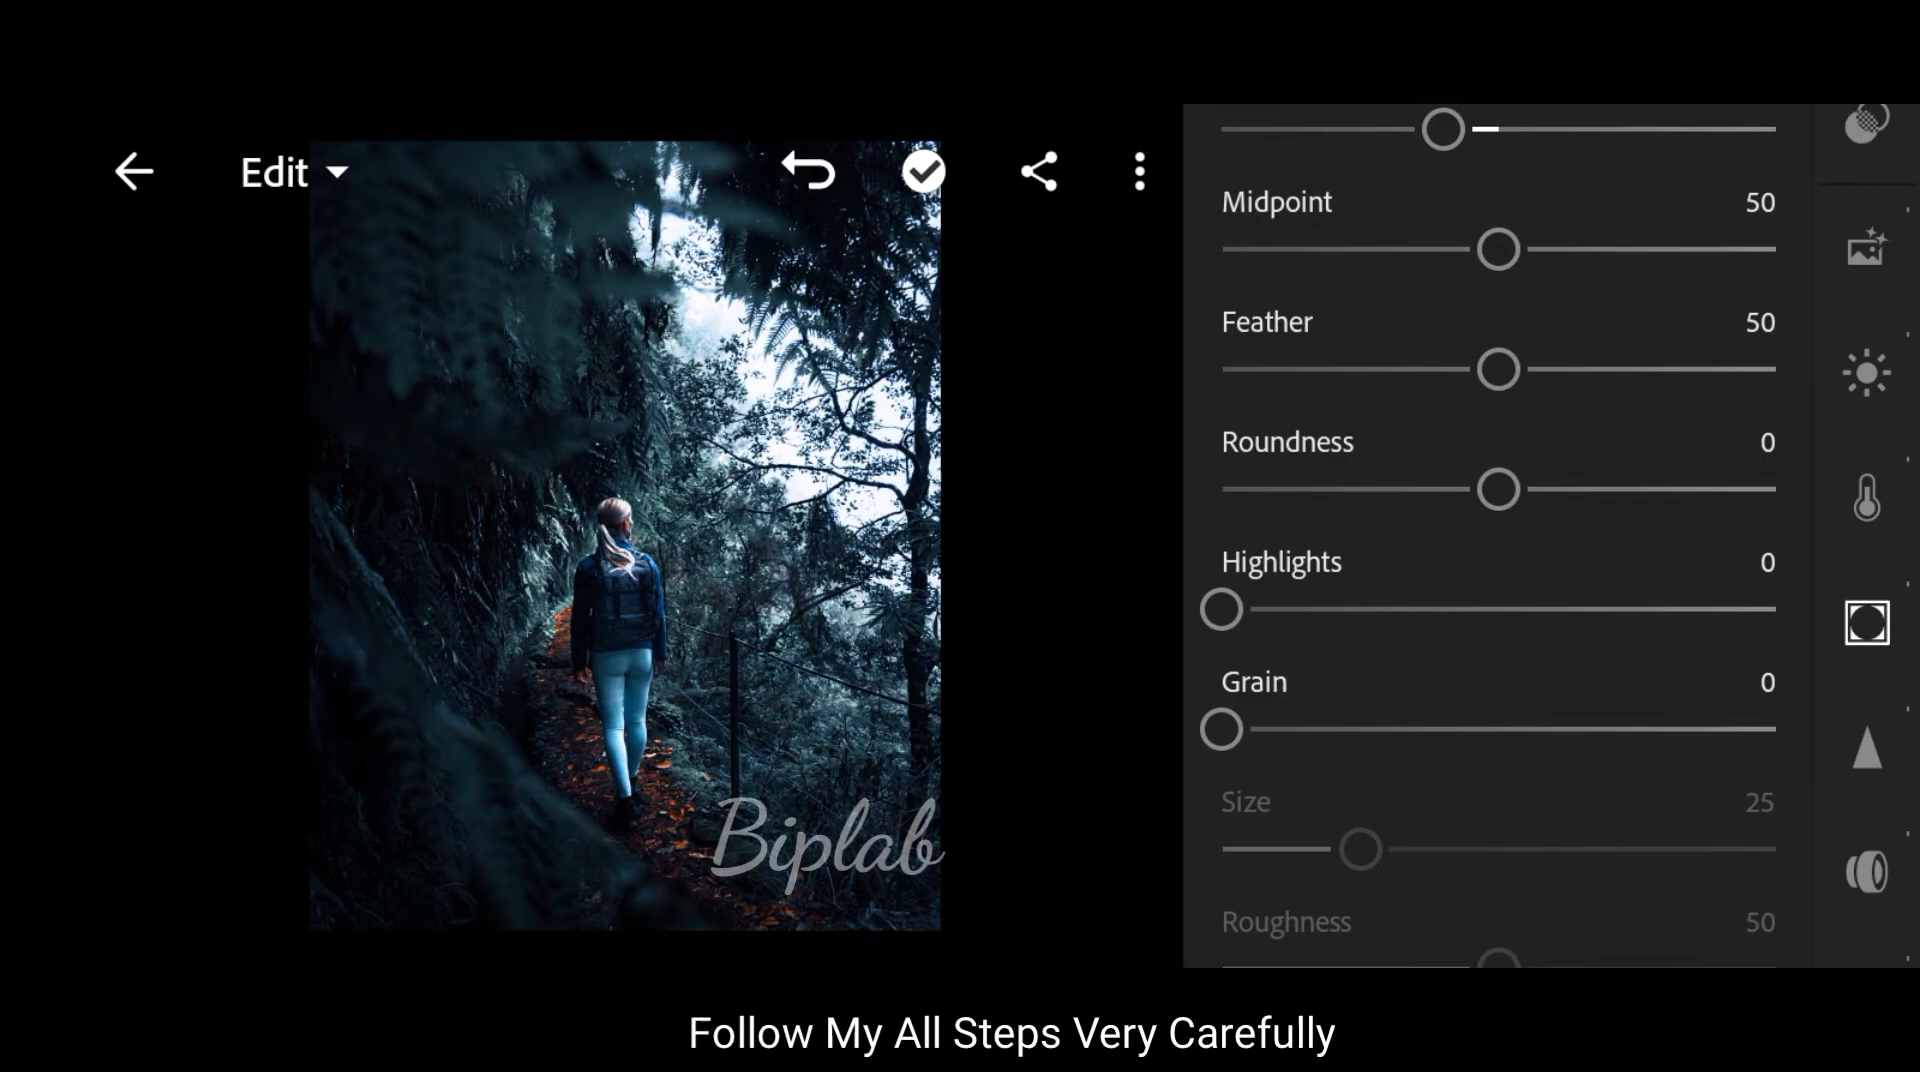 Edit
Midpoint 50
Feather 50
Roundness 0
Highlights 0
Grain 0
Size 25
Roughness 50
Biplab
Follow My All Steps Very Carefully